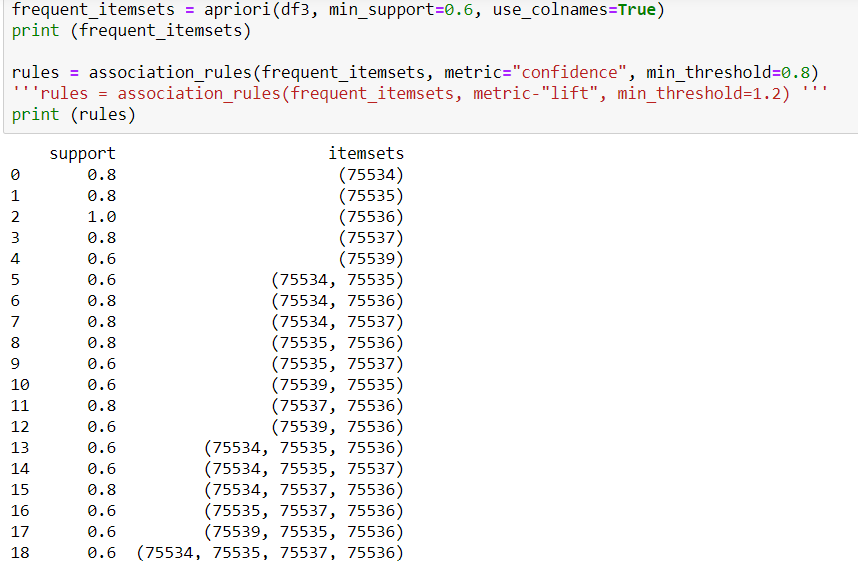 frequent_itemsets = apriori(df3, min_support=0.6, use_colnames=True)
print (frequent_itemsets)
rules = association_rules(frequent_itemsets, metric="confidence", min_threshold=0.8)
'''rules = association_rules(frequent_itemsets, metric-"lift", min_threshold=1.2) '''
print (rules)
support itemsets
0 0.8 (75534)
1 0.8 (75535)
2 1.0 (75536)
3 0.8 (75537)
4 0.6 (75539)
5 0.6 (75534, 75535)
6 0.8 (75534, 75536)
7 0.8 (75534, 75537)
8 0.8 (75535, 75536)
9 0.6 (75535, 75537)
10 0.6 (75539, 75535)
11 0.8 (75537, 75536)
12 0.6 (75539, 75536)
13 0.6 (75534, 75535, 75536)
14 0.6 (75534, 75535, 75537)
15 0.8 (75534, 75537, 75536)
16 0.6 (75535, 75537, 75536)
17 0.6 (75539, 75535, 75536)
18 0.6 (75534, 75535, 75537, 75536)